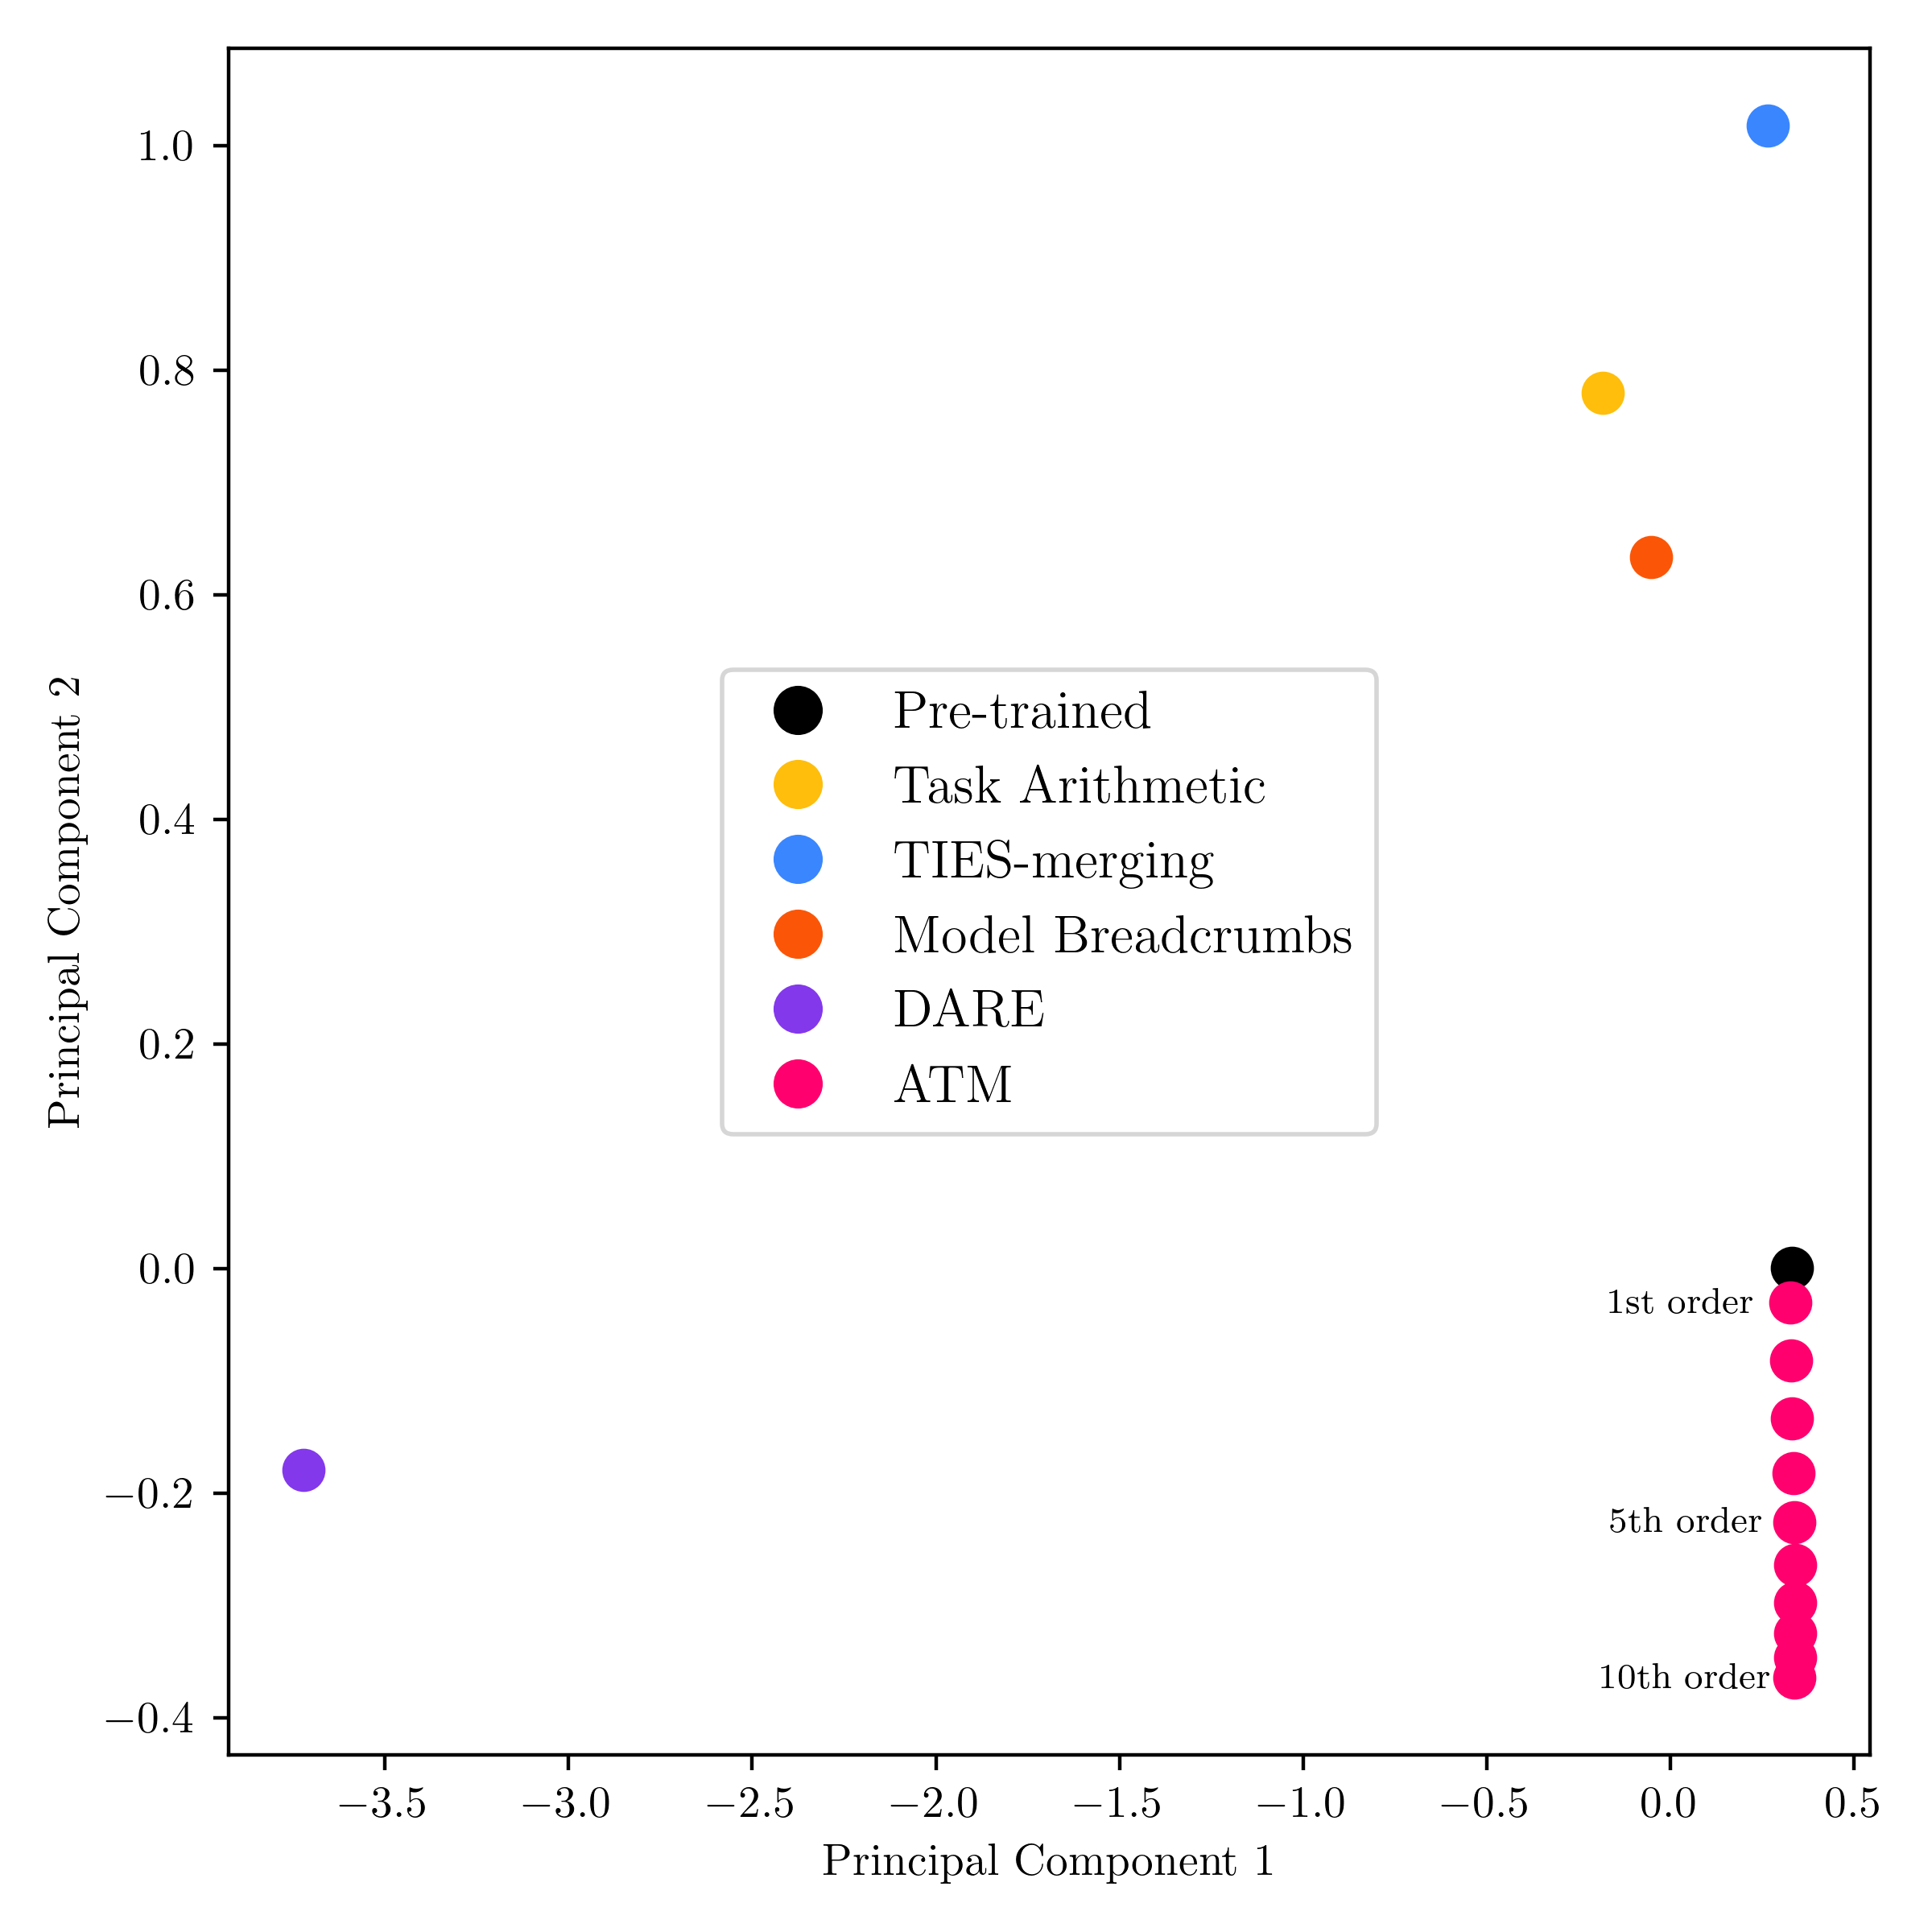 1.0
0.8
0.6
0.4
0.2
0.0
−0.2
−0.4
Principal Component 2
Pre-trained
Task Arithmetic
TIES-merging
Model Breadcrumbs
DARE
ATM
1st order
5th order
10th order
−3.5 −3.0 −2.5 −2.0 −1.5 −1.0 −0.5 0.0 0.5
Principal Component 1